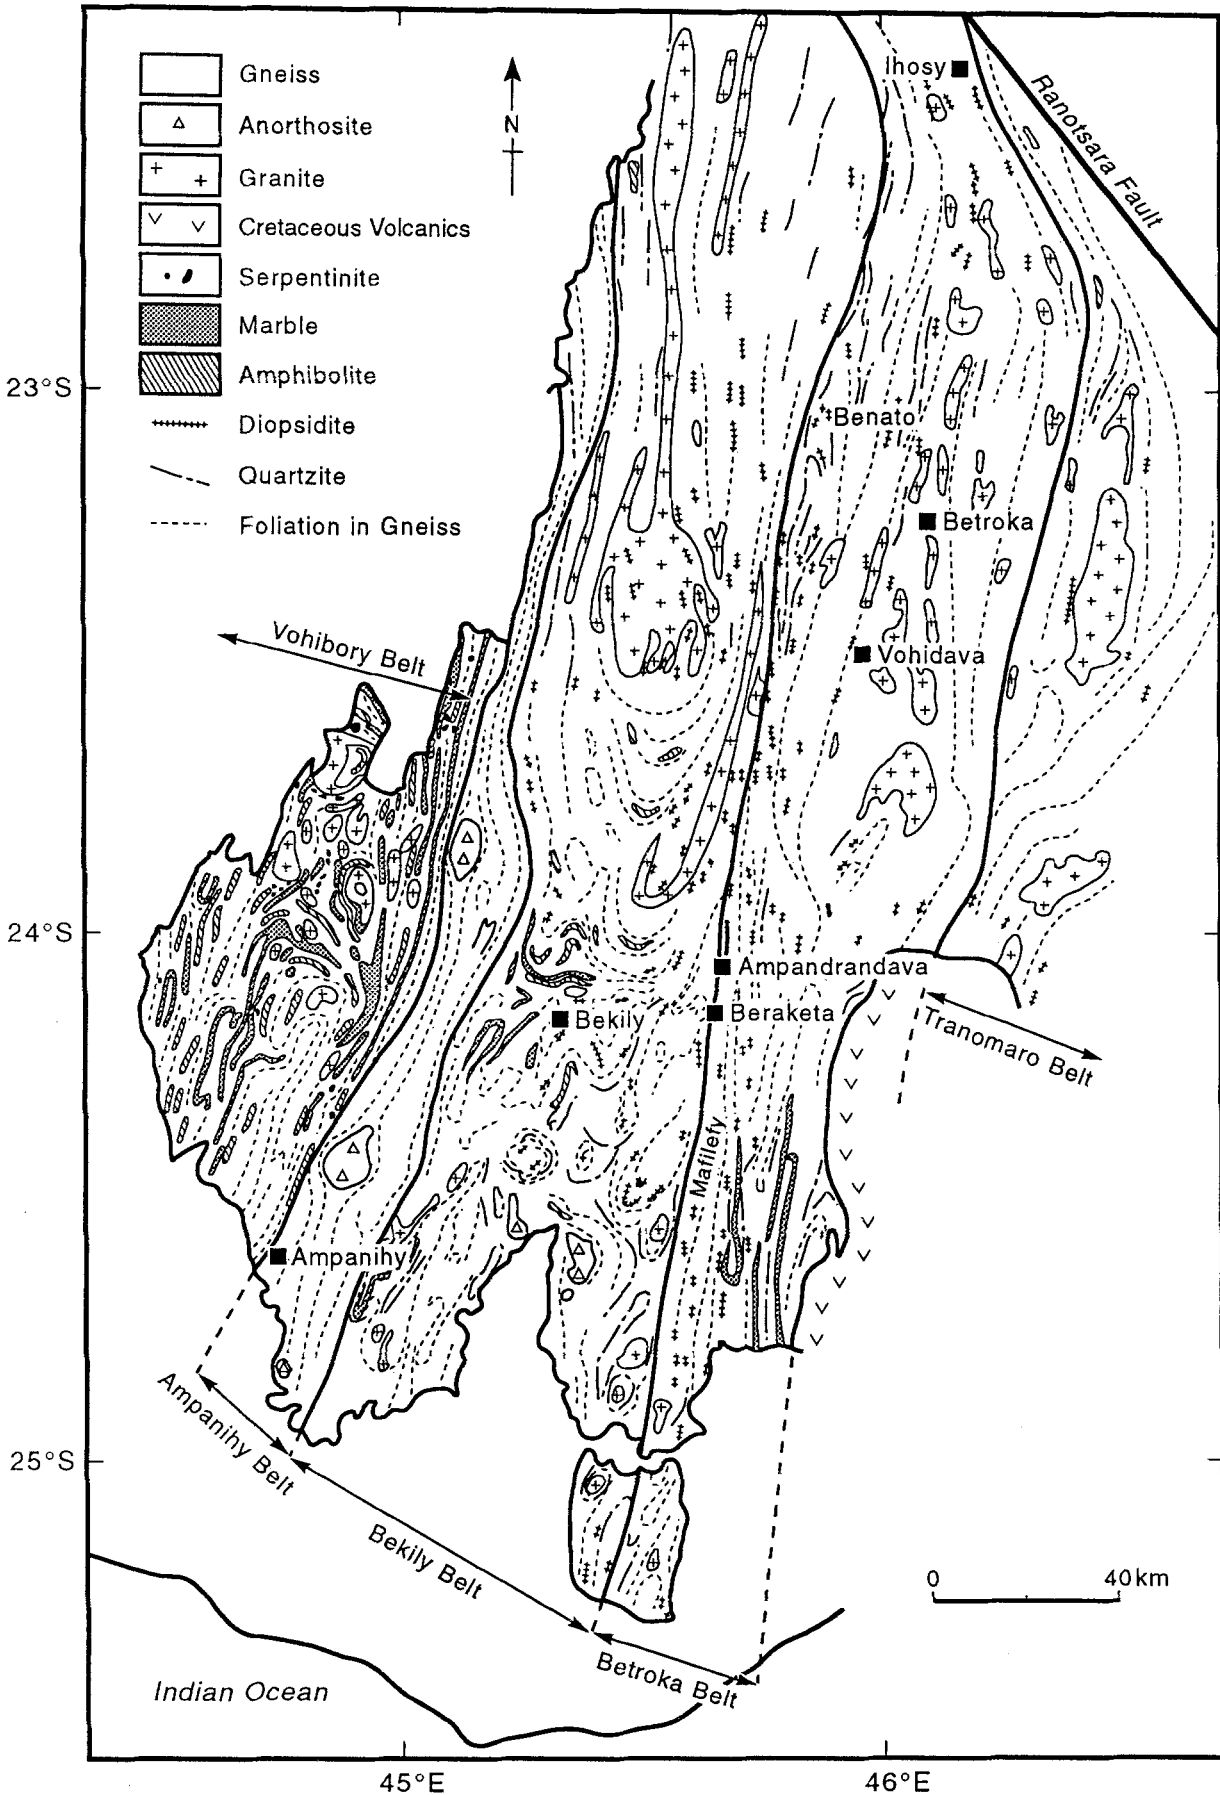 Gneiss
Anorthosite
Granite
Cretaceous Volcanics
Serpentinite
Marble
Amphibolite
Diopsidite
Quartzite
Foliation in Gneiss
N
Ihosy
Ranotsara Fault
23°S
Benato
Betroka
Vohibory Belt
Vohidava
24°S
Ampandrandava
Bekily
Beraketa
Tranomaro Belt
Mafilefy
Ampanihy
Ampanihy Belt
25°S
Bekily Belt
0 40km
Betroka Belt
Indian Ocean
45°E
46°E